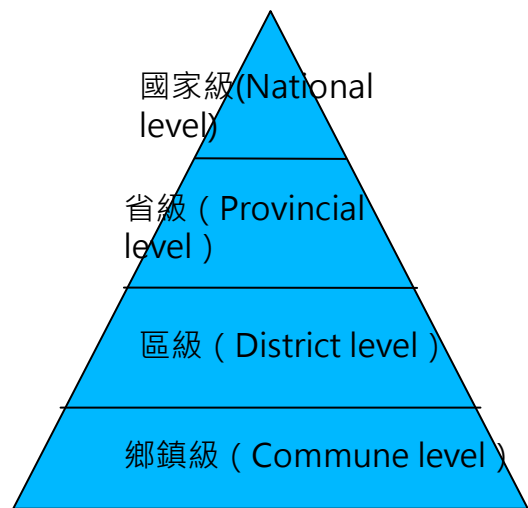 國家級(National
level)
省級（Provincial
level）
區級（District level）
鄉鎮級（Commune level）